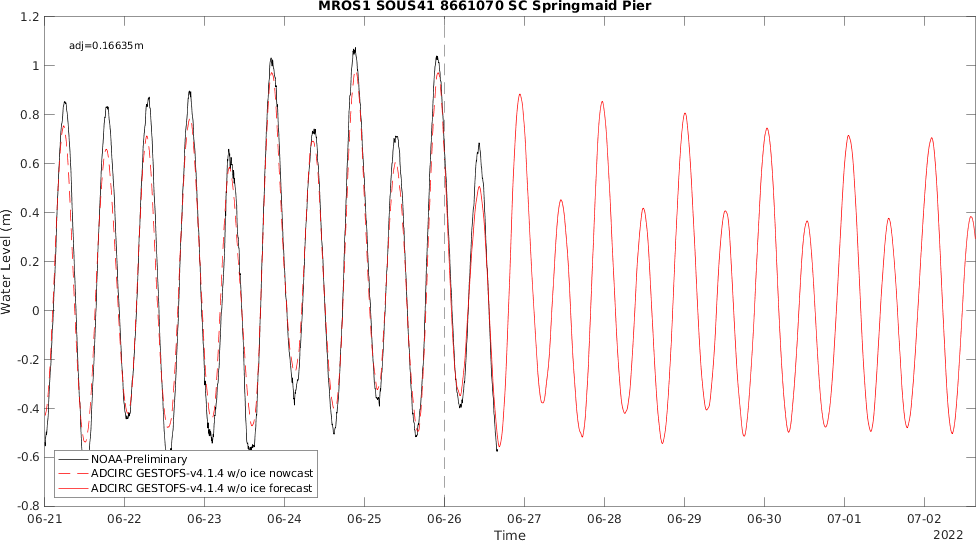 MROS1 SOUS41 8661070 SC Springmaid Pier
1.2
adj=0.16635m
1
0.8
0.6
0.4
0.2
0
-0.2
-0.4
-0.6
-0.8
Water Level (m)
NOAA-Preliminary
ADCIRC GESTOFS-v4.1.4 w/o ice nowcast
ADCIRC GESTOFS-v4.1.4 w/o ice forecast
06-21 06-22 06-23 06-24 06-25 06-26 06-27 06-28 06-29 06-30 07-01 07-02
Time
2022